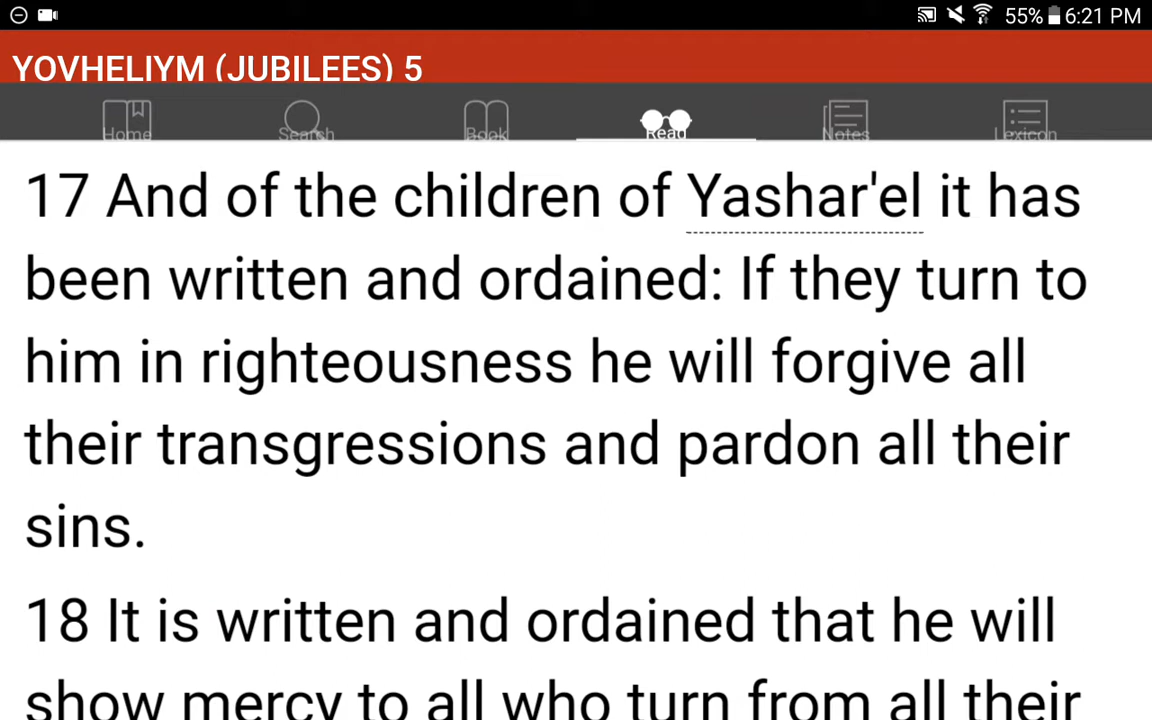 55% 6:21 PM
YOVHELIYM (JUBILEES) 5
Home Search Book Read Notes Lexicon
17 And of the children of Yashar'el it has
been written and ordained: If they turn to
him in righteousness he will forgive all
their transgressions and pardon all their
sins.
18 It is written and ordained that he will
show mercy to all who turn from all their